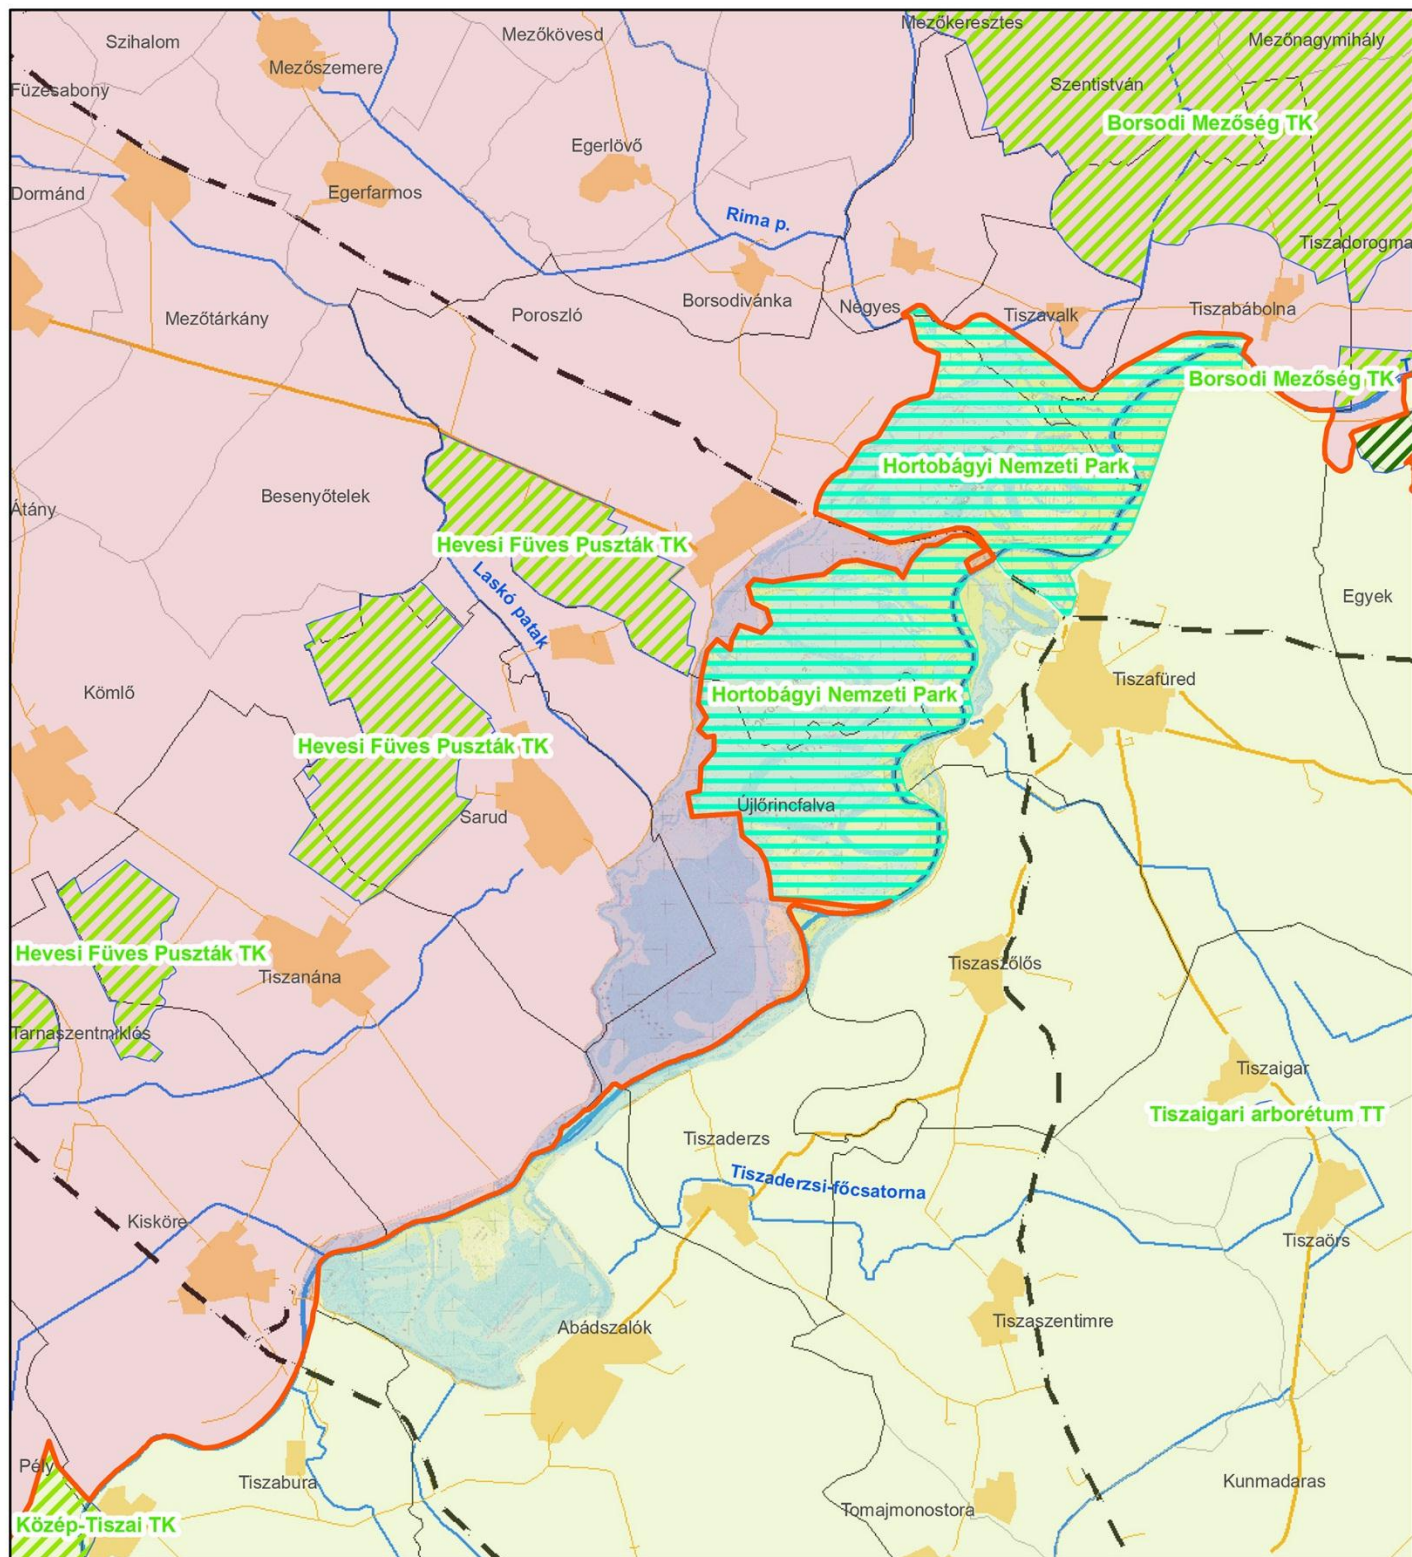 Szihalom
Mezőkövesd
Mezőkeresztes
Mezőnagymihály
Mezőszemere
Füzesabony
Szentistván
Borsodi Mezőség TK
Egerlövő
Dormánd
Egerfarmos
Rima p.
Tiszadorogma
Mezőtárkány
Poroszló
Borsodivánka
Négyes
Tiszavalk
Tiszabábolna
T
Borsodi Mezőség TK
Hortobágyi Nemzeti Park
Besenyőtelek
Átány
Hevesi Füves Puszták TK
Laskó patak
Egyek
Kömlő
Tiszafüred
Hortobágyi Nemzeti Park
Hevesi Füves Puszták TK
Sarud
Újlőrincfalva
Hevesi Füves Puszták TK
Tiszanána
Tiszaszőlős
Tarnaszentmiklós
Tiszaigar
Tiszaigari arborétum TT
Tiszaderzs
Tiszaderzsi-főcsatorna
Kisköre
Tiszaörs
Abádszalók
Tiszaszentimre
Pély
Tiszabura
Kunmadaras
Tomajmonostora
Közép-Tiszai TK